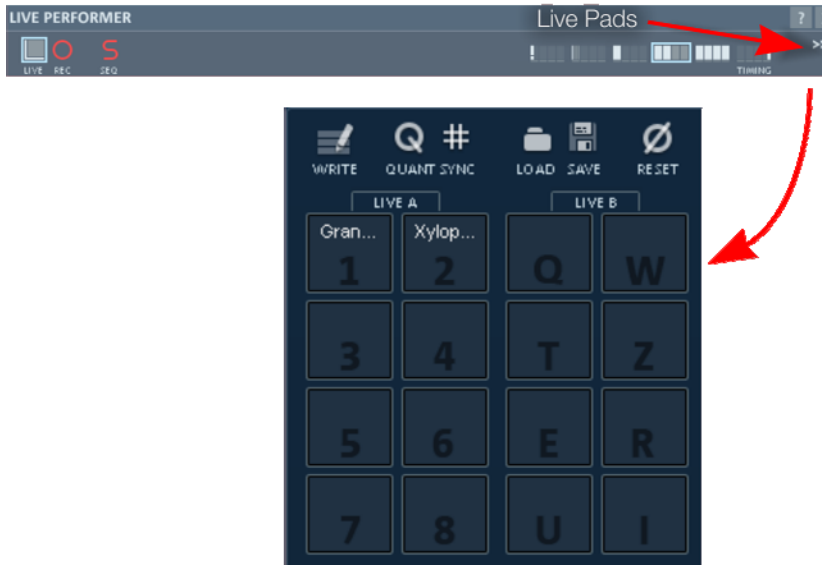 LIVE PERFORMER
Live Pads
?
LIVE REC SEQ
TIMING
WRITE QUANT SYNC LOAD SAVE RESET
LIVE A LIVE B
Gran... Xylop...
1 2 Q W
3 4 T Z
5 6 E R
7 8 U I